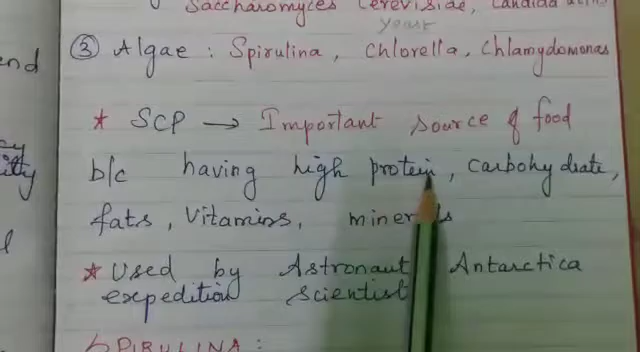 Saccharomyces Cerevisiae, Candida
yeast
③ Algae : Spirulina, Chlorella, Chlamydomonas
* SCP → Important source of food
b/c having high protein, carbohydrate,
fats, Vitamins, minerals
* Used by Astronaut Antarctica
expedition scientist
SPIRULINA :